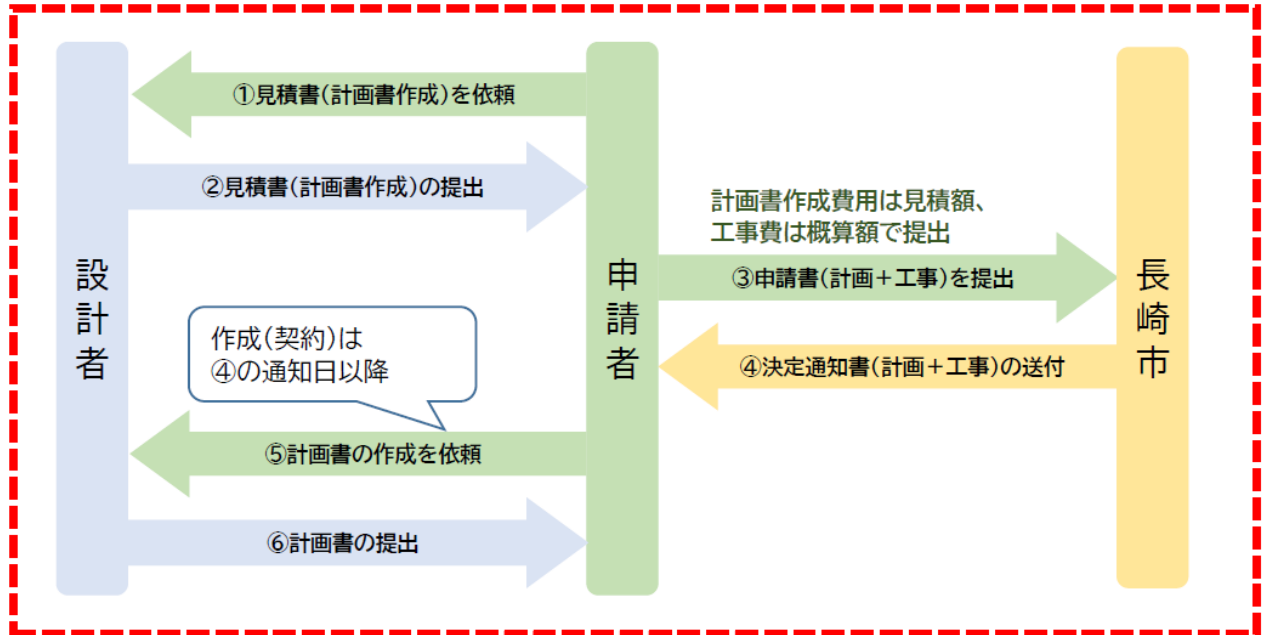 ①見積書(計画書作成)を依頼
②見積書(計画書作成)の提出
計画書作成費用は見積額、
工事費は概算額で提出
③申請書(計画+工事)を提出
設計者
申請者
長崎市
作成(契約)は
④の通知日以降
④決定通知書(計画+工事)の送付
⑤計画書の作成を依頼
⑥計画書の提出